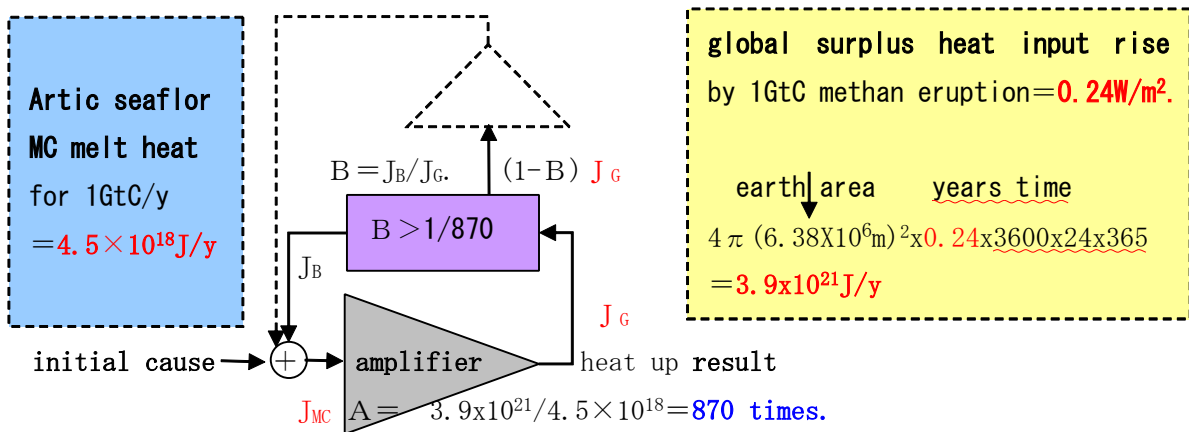 Artic seaflor
MC melt heat
for 1GtC/y
=4.5×10¹⁸J/y
global surplus heat input rise
by 1GtC methan eruption=0.24W/m².
earth area years time
4π(6.38X10⁶m)²x0.24x3600x24x365
=3.9x10²¹J/y
B=J_B/J_G. (1-B) J_G
B>1/870
J_B
J_G
initial cause + amplifier heat up result
J_MC A= 3.9x10²¹/4.5×10¹⁸=870 times.